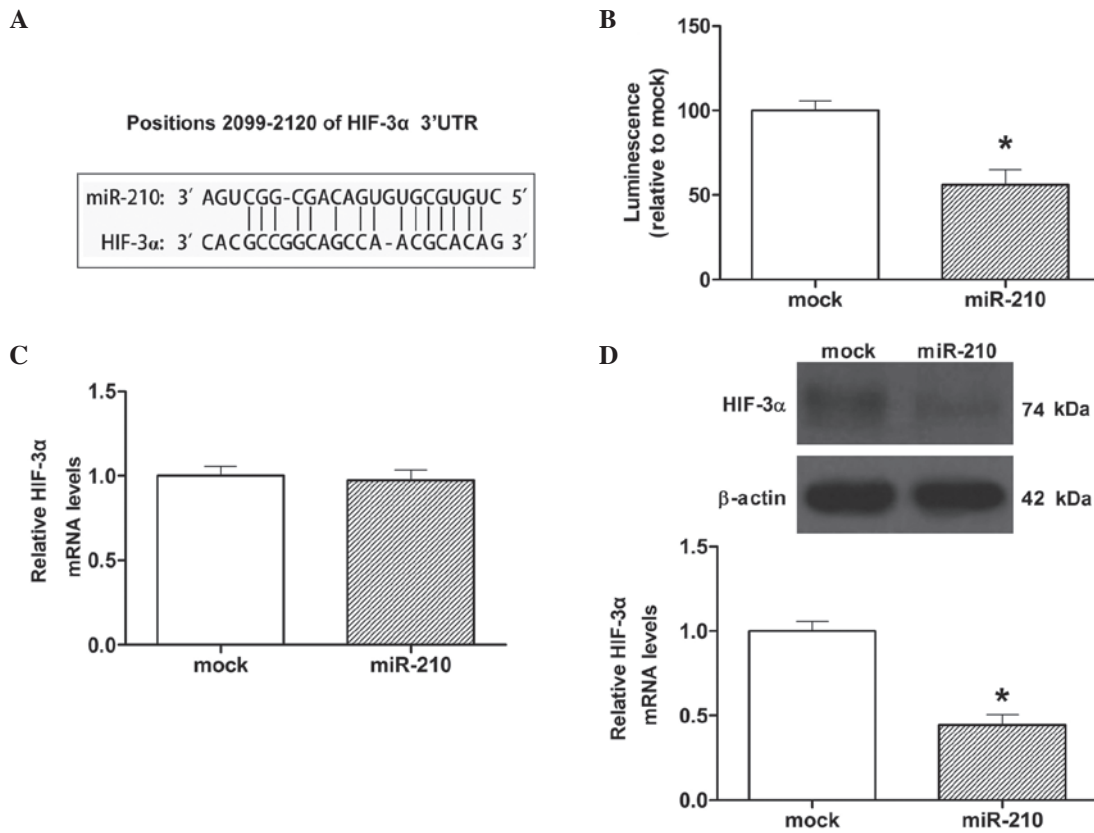 A
Positions 2099-2120 of HIF-3α 3'UTR
miR-210: 3′ AGUCGG-CGACAGUGUGCGUGUC 5′
HIF-3α: 3′ CACGCCGGCAGCCA-ACGCACAG 3′
B
Luminescence
(relative to mock)
150
100
50
0
*
mock miR-210
C
Relative HIF-3α
mRNA levels
1.5
1.0
0.5
0.0
mock miR-210
D
mock miR-210
HIF-3α 74 kDa
β-actin 42 kDa
Relative HIF-3α
mRNA levels
1.5
1.0
0.5
0.0
*
mock miR-210